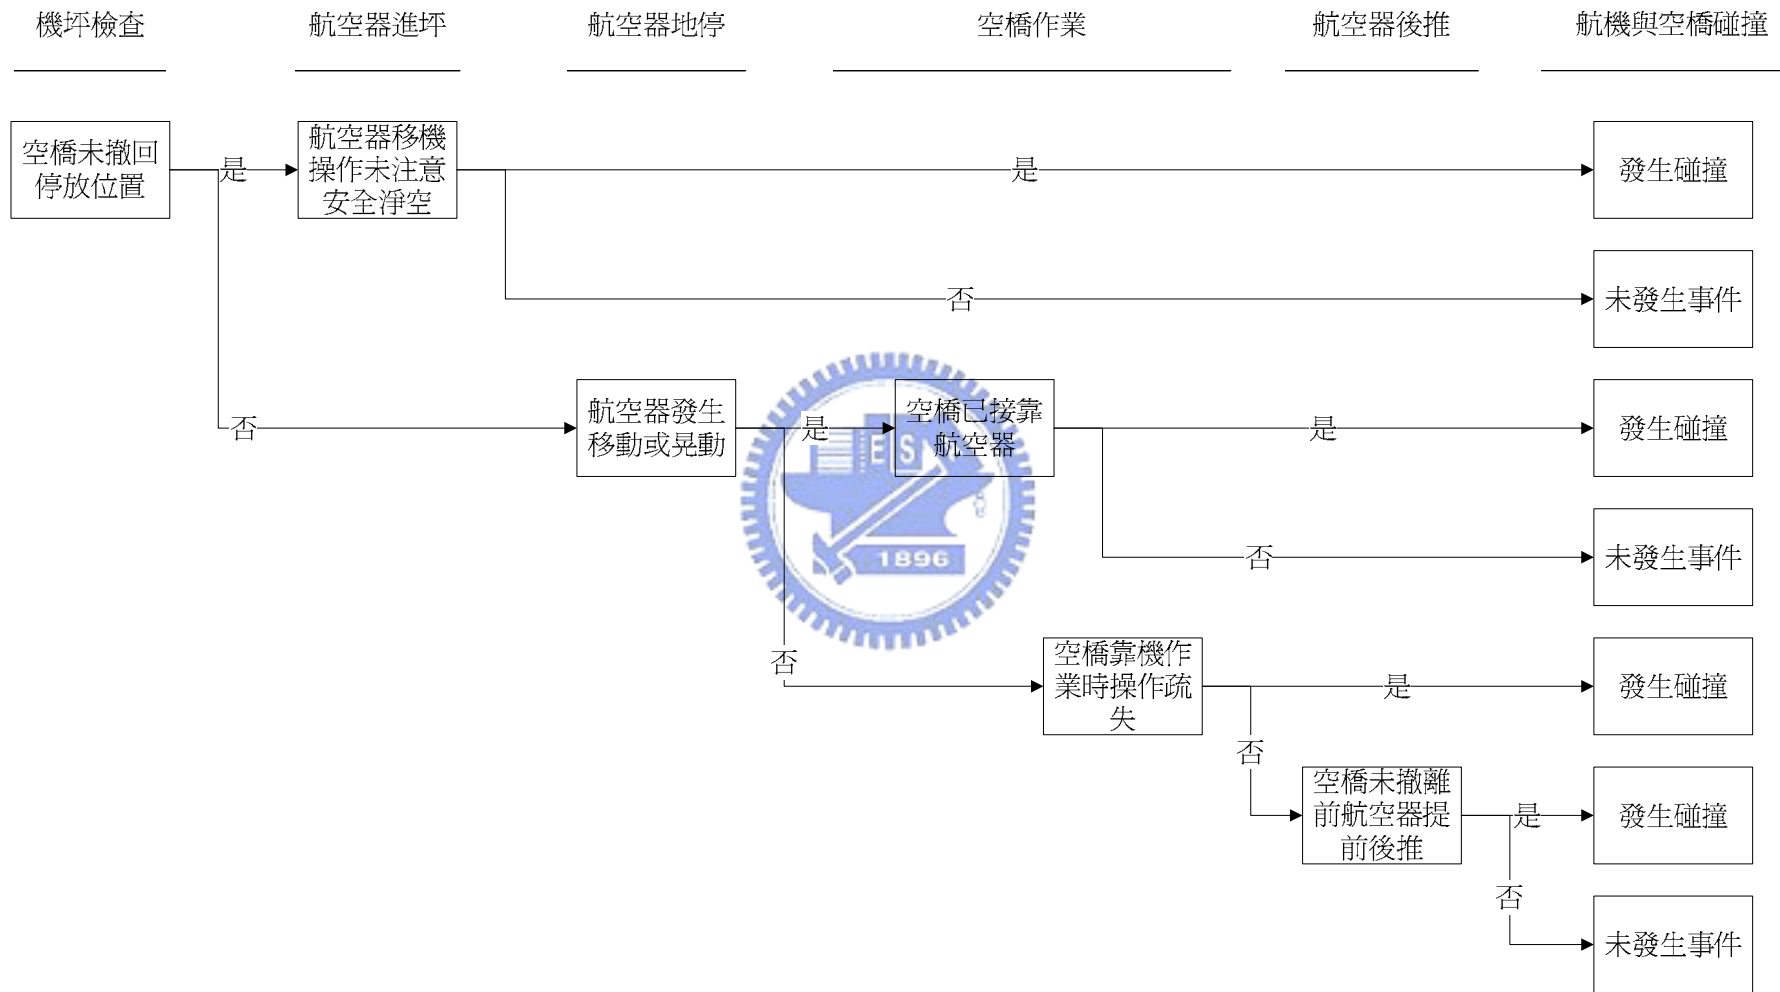 機坪檢查
航空器進坪
航空器地停
空橋作業
航空器後推
航機與空橋碰撞
空橋未撤回
停放位置
是
航空器移機
操作未注意
安全淨空
是
發生碰撞
否
未發生事件
否
航空器發生
移動或晃動
是
空橋已接靠
航空器
是
發生碰撞
ES
否
未發生事件
1896
否
空橋靠機作
業時操作疏
失
是
發生碰撞
否
空橋未撤離
前航空器提
前後推
是
發生碰撞
否
未發生事件